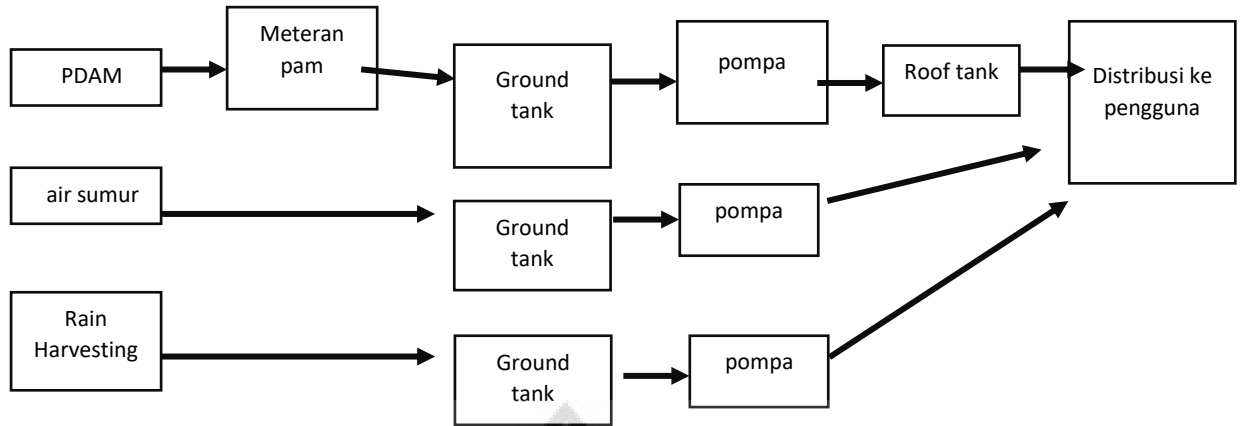 PDAM
Meteran
pam
Ground
tank
pompa
Roof tank
Distribusi ke
pengguna
air sumur
Ground
tank
pompa
Rain
Harvesting
Ground
tank
pompa